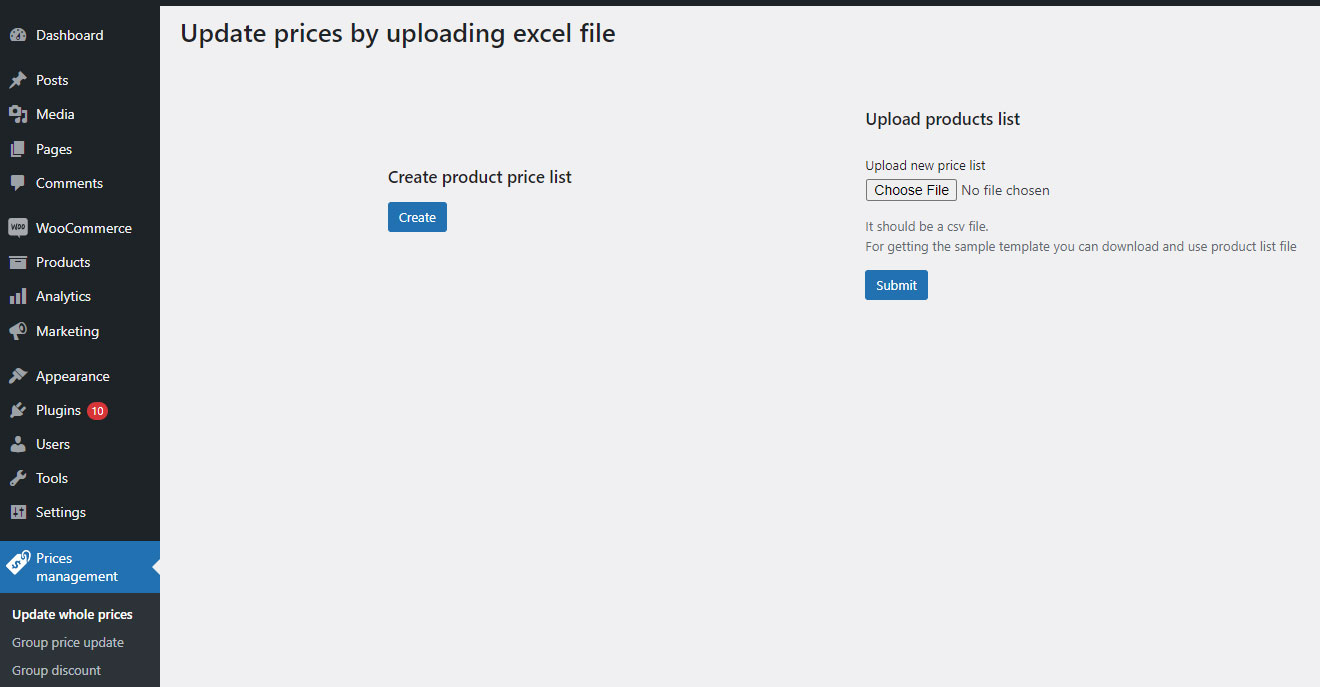 Dashboard
Posts
Media
Pages
Comments
WOO WooCommerce
Products
Analytics
Marketing
Appearance
Plugins 10
Users
Tools
Settings
Prices
management
Update whole prices
Group price update
Group discount
Update prices by uploading excel file
Create product price list
Create
Upload products list
Upload new price list
Choose File No file chosen
It should be a csv file.
For getting the sample template you can download and use product list file
Submit